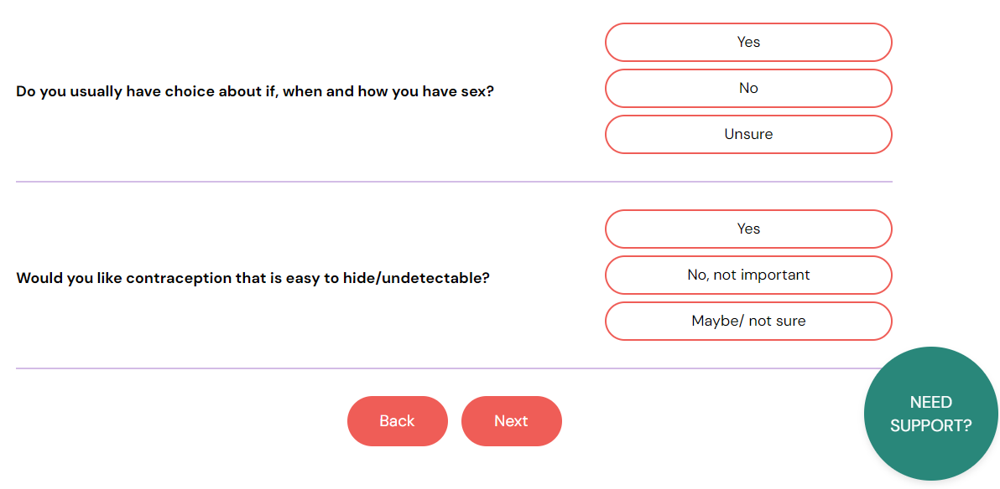 Do you usually have choice about if, when and how you have sex?
Yes
No
Unsure
Would you like contraception that is easy to hide/undetectable?
Yes
No, not important
Maybe/ not sure
Back
Next
NEED
SUPPORT?